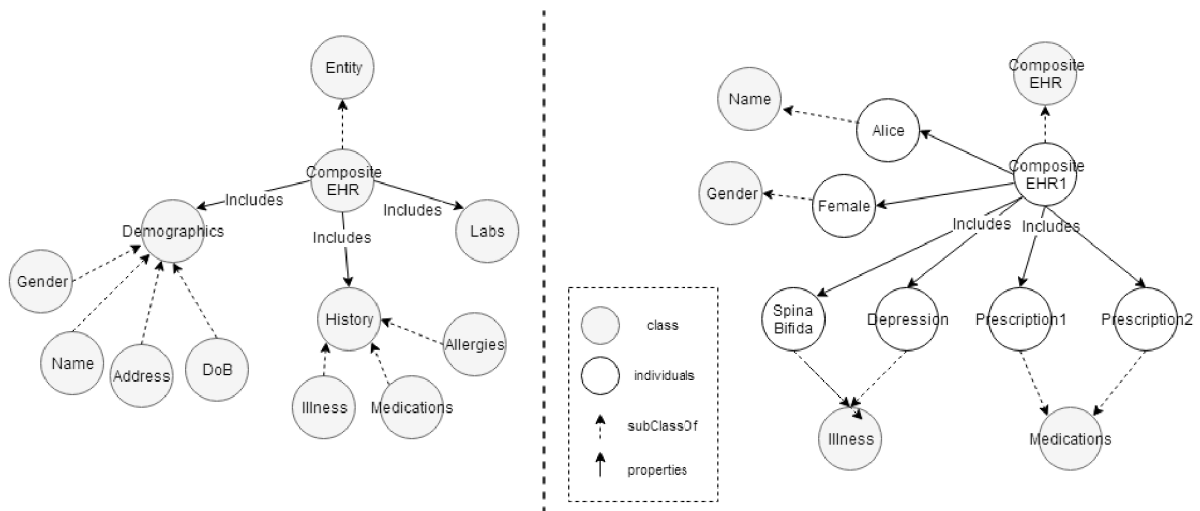 Entity
Composite
EHR
Includes
Includes
Includes
Demographics
Labs
Gender
History
Name
Address
DoB
Allergies
Illness
Medications
class
individuals
subClassOf
properties
Composite
EHR
Name
Alice
Composite
EHR1
Gender
Female
Includes
Includes
Spina
Bifida
Depression
Prescription1
Prescription2
Illness
Medications